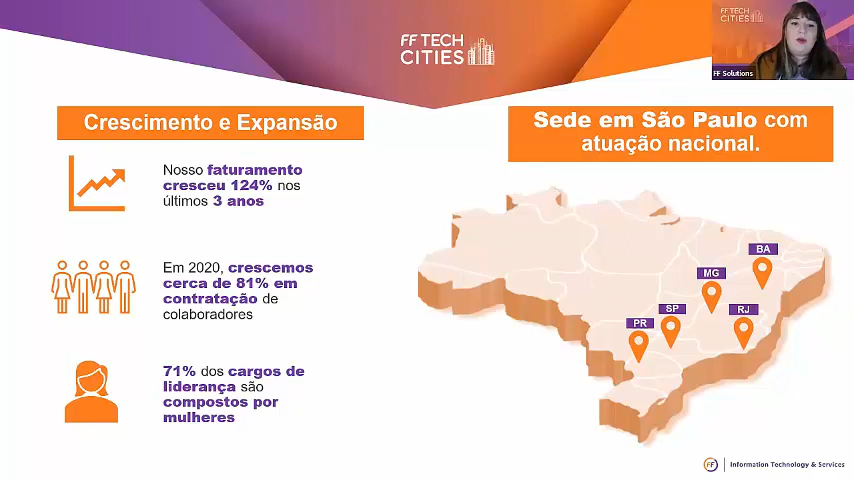 FF TECH
CITIES
FF TECH
CITIES
FF Solutions
Crescimento e Expansão
Nosso faturamento
cresceu 124% nos
últimos 3 anos
Em 2020, crescemos
cerca de 81% em
contratação de
colaboradores
71% dos cargos de
liderança são
compostos por
mulheres
Sede em São Paulo com
atuação nacional.
BA
MG
SP
RJ
PR
FF
Information Technology & Services